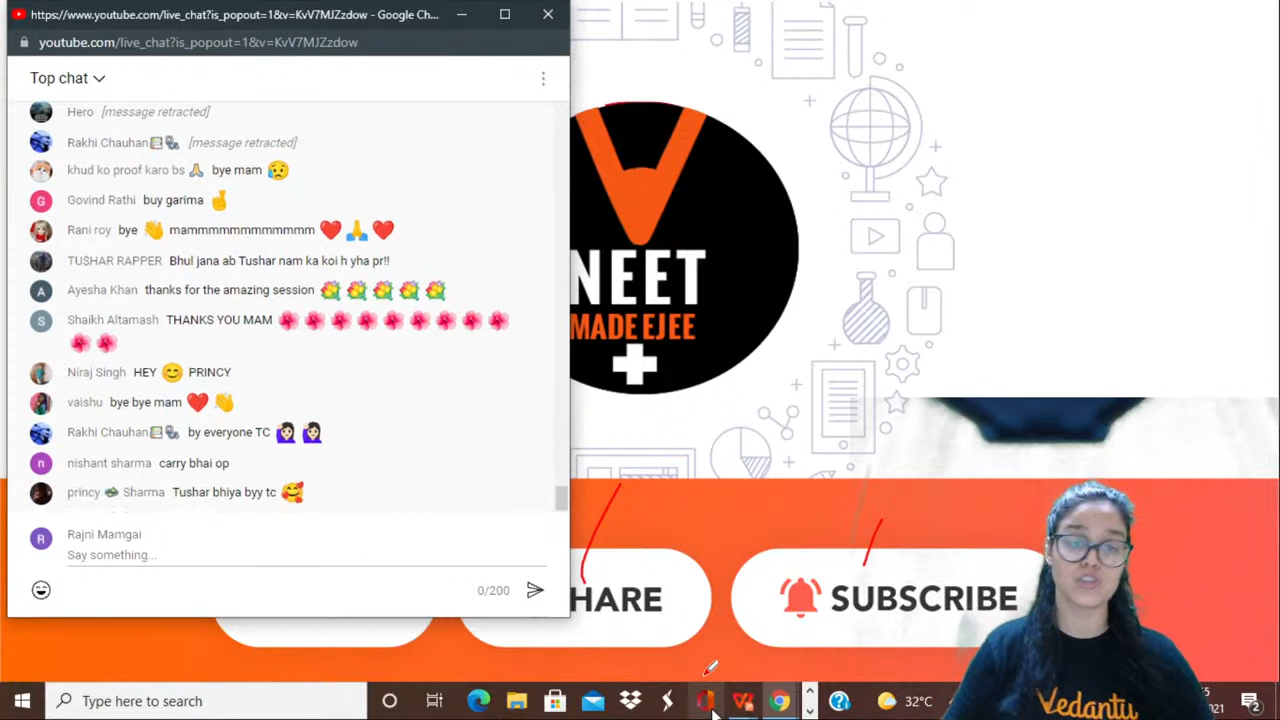 https://www.youtube.com/live_chat?is_popout=1&v=KvV7MJZzdow - Google Ch...
live_chat?is_popout=1&v=KvV7MJZzdow
Top chat
Hero [message retracted]
Rakhi Chauhan [message retracted]
khud ko proof karo bs 🙏 bye mam 😥
Govind Rathi buy garima 🤞
Ramroy bye 👋 mammmmmmmmmmm ❤️🙏❤️
TUSHAR RAPPER Bhul jana ab Tushar nam ka koi h yha pr!!
Ayesha Khan thanks for the amazing session 💐💐💐💐💐
Shaikh Altamash THANKS YOU MAM 🌺🌺🌺🌺🌺🌺🌺🌺🌺
🌺🌺
Niraj Singh HEY 😊 PRINCY
vaishu bye bye mam ❤️👋
Rakhi Chauhan by everyone TC 🙋🏻‍♀️🙋🏻‍♀️
nishant sharma carry bhai op
princy Sharma Tushar bhiya byy tc 🥰
Rajni Mamgai
Say something...
0/200
NEET
MADE EJEE
HARE
SUBSCRIBE
Vedantu
Type here to search
32°C
2021
2